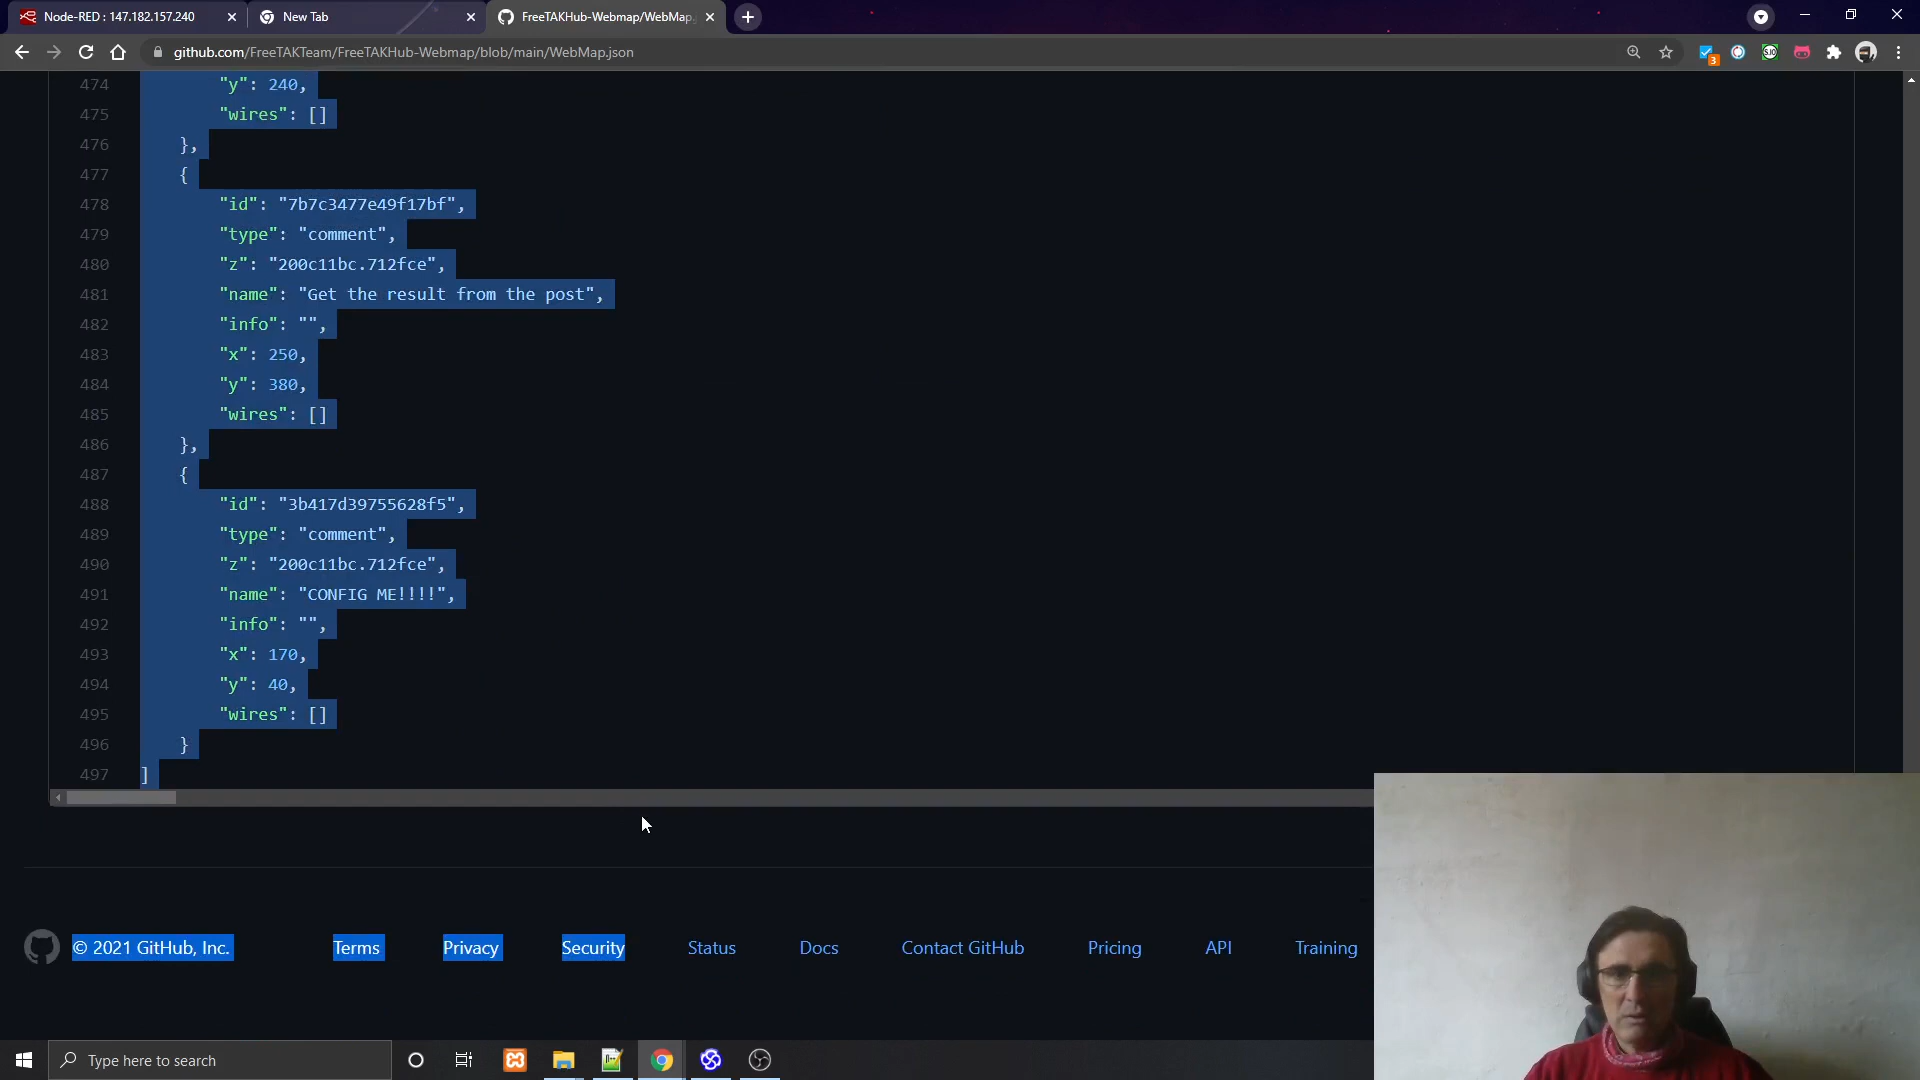 Node-RED : 147.182.157.240
New Tab
FreeTAKHub-Webmap/WebMap.
github.com/FreeTAKTeam/FreeTAKHub-Webmap/blob/main/WebMap.json
3
474 "y": 240,
475 "wires": []
476 },
477 {
478 "id": "7b7c3477e49f17bf",
479 "type": "comment",
480 "z": "200c11bc.712fce",
481 "name": "Get the result from the post",
482 "info": "",
483 "x": 250,
484 "y": 380,
485 "wires": []
486 },
487 {
488 "id": "3b417d39755628f5",
489 "type": "comment",
490 "z": "200c11bc.712fce",
491 "name": "CONFIG ME!!!!",
492 "info": "",
493 "x": 170,
494 "y": 40,
495 "wires": []
496 }
497 ]
© 2021 GitHub, Inc. Terms Privacy Security Status Docs Contact GitHub Pricing API Training
Type here to search